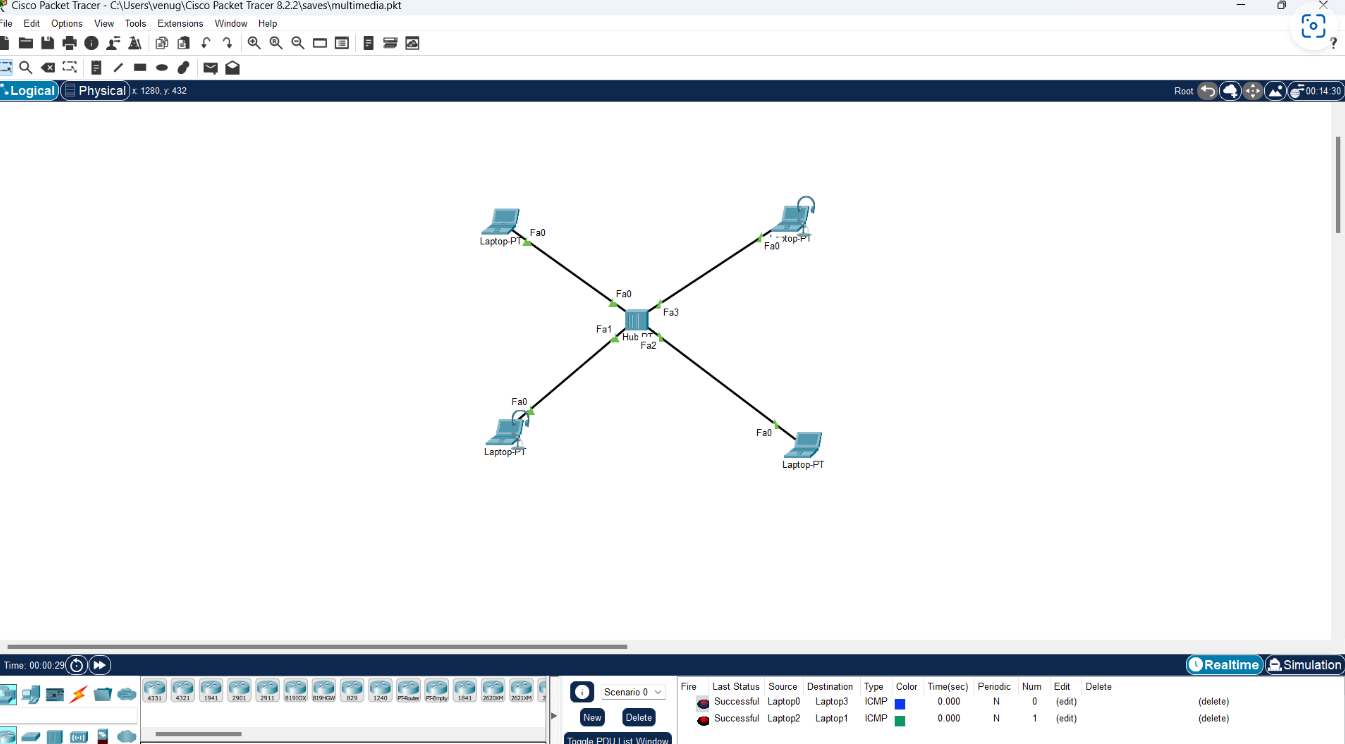 Cisco Packet Tracer - C:\Users\venug\Cisco Packet Tracer 8.2.2\saves\multimedia.pkt
File Edit Options View Tools Extensions Window Help
?
Logical Physical x: 1280, y: 432 Root 00:14:30
Fa0
Laptop-PT
top-PT
Fa0
Fa0
Fa3
Fa1
Hub-PT
Fa2
Fa0
Fa0
Laptop-PT
Laptop-PT
Time: 00:00:29 Realtime Simulation
4331 4321 1941 2901 2911 819IOX 819HGW 829 1240 PT-Router PT-Empty 1841 2620XM 2621XM 2
Scenario 0
New Delete
Toggle PDU List Window
Fire Last Status Source Destination Type Color Time(sec) Periodic Num Edit Delete
Successful Laptop0 Laptop3 ICMP 0.000 N 0 (edit) (delete)
Successful Laptop2 Laptop1 ICMP 0.000 N 1 (edit) (delete)